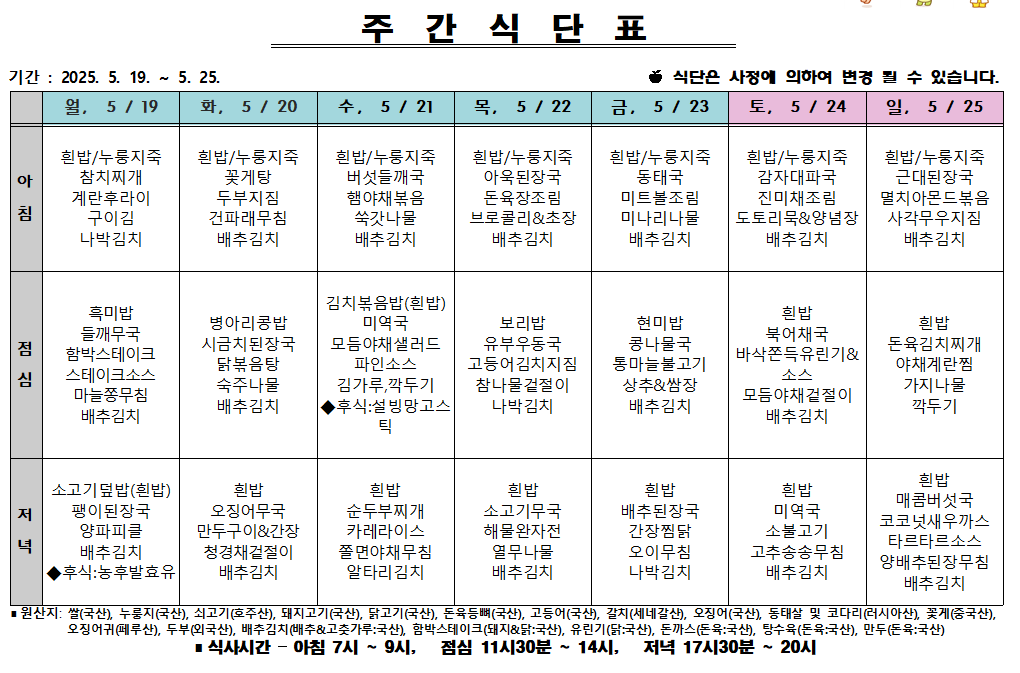 주 간 식 단 표
기간 : 2025. 5. 19. ~ 5. 25.
식단은 사정에 의하여 변경 될 수 있습니다.
월, 5 / 19
화, 5 / 20
수, 5 / 21
목, 5 / 22
금, 5 / 23
토, 5 / 24
일, 5 / 25
아침
흰밥/누룽지죽
참치찌개
계란후라이
구이김
나박김치
흰밥/누룽지죽
꽃게탕
두부지짐
건파래무침
배추김치
흰밥/누룽지죽
버섯들깨국
햄야채볶음
쑥갓나물
배추김치
흰밥/누룽지죽
아욱된장국
돈육장조림
브로콜리&초장
배추김치
흰밥/누룽지죽
동태국
미트볼조림
미나리나물
배추김치
흰밥/누룽지죽
감자대파국
진미채조림
도토리묵&양념장
배추김치
흰밥/누룽지죽
근대된장국
멸치아몬드볶음
사각무우지짐
배추김치
점심
흑미밥
들깨무국
함박스테이크
스테이크소스
마늘쫑무침
배추김치
병아리콩밥
시금치된장국
닭볶음탕
숙주나물
배추김치
김치볶음밥(흰밥)
미역국
모듬야채샐러드
파인소스
김가루,깍두기
◆후식:설빙망고스
틱
보리밥
유부우동국
고등어김치지짐
참나물겉절이
나박김치
현미밥
콩나물국
통마늘불고기
상추&쌈장
배추김치
흰밥
북어채국
바삭쫀득유린기&
소스
모듬야채겉절이
배추김치
흰밥
돈육김치찌개
야채계란찜
가지나물
깍두기
저녁
소고기덮밥(흰밥)
팽이된장국
양파피클
배추김치
◆후식:농후발효유
흰밥
오징어무국
만두구이&간장
청경채겉절이
배추김치
흰밥
순두부찌개
카레라이스
쫄면야채무침
알타리김치
흰밥
소고기무국
해물완자전
열무나물
배추김치
흰밥
배추된장국
간장찜닭
오이무침
나박김치
흰밥
미역국
소불고기
고추송송무침
배추김치
흰밥
매콤버섯국
코코넛새우까스
타르타르소스
양배추된장무침
배추김치
∎원산지: 쌀(국산), 누룽지(국산), 쇠고기(호주산), 돼지고기(국산), 닭고기(국산), 돈육등뼈(국산), 고등어(국산), 갈치(세네갈산), 오징어(국산), 동태살 및 코다리(러시아산), 꽃게(중국산),
오징어귀(페루산), 두부(외국산), 배추김치(배추&고춧가루:국산), 함박스테이크(돼지&닭:국산), 유린기(닭:국산), 돈까스(돈육:국산), 탕수육(돈육:국산), 만두(돈육:국산)
∎식사시간 - 아침 7시 ~ 9시, 점심 11시30분 ~ 14시, 저녁 17시30분 ~ 20시